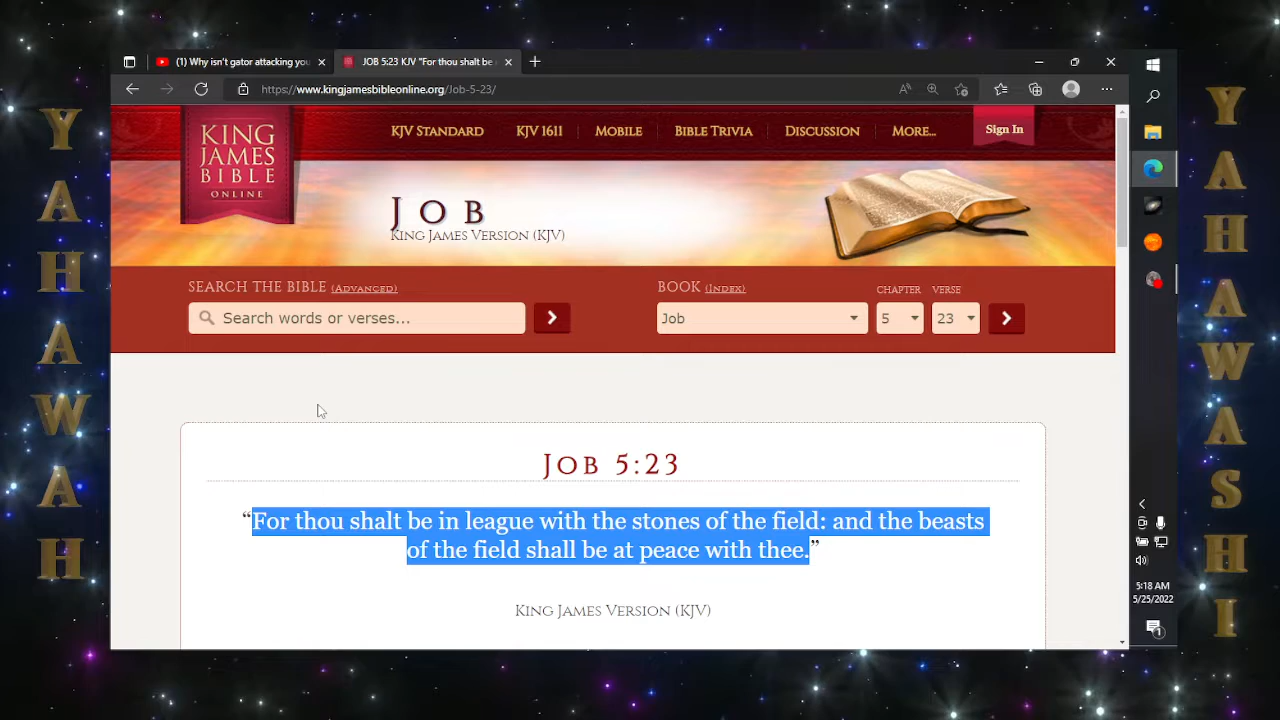 YAHAWAH
(1) Why isn't gator attacking you
JOB 5:23 KJV "For thou shalt be
https://www.kingjamesbibleonline.org/Job-5-23/
KING
JAMES
BIBLE
ONLINE
KJV STANDARD
KJV 1611
MOBILE
BIBLE TRIVIA
DISCUSSION
MORE...
Sign In
JOB
KING JAMES VERSION (KJV)
SEARCH THE BIBLE (ADVANCED)
Search words or verses...
BOOK (INDEX)
Job
CHAPTER
5
VERSE
23
JOB 5:23
“For thou shalt be in league with the stones of the field: and the beasts
of the field shall be at peace with thee.”
KING JAMES VERSION (KJV)
5:18 AM
5/25/2022
1
YAHAWASHI